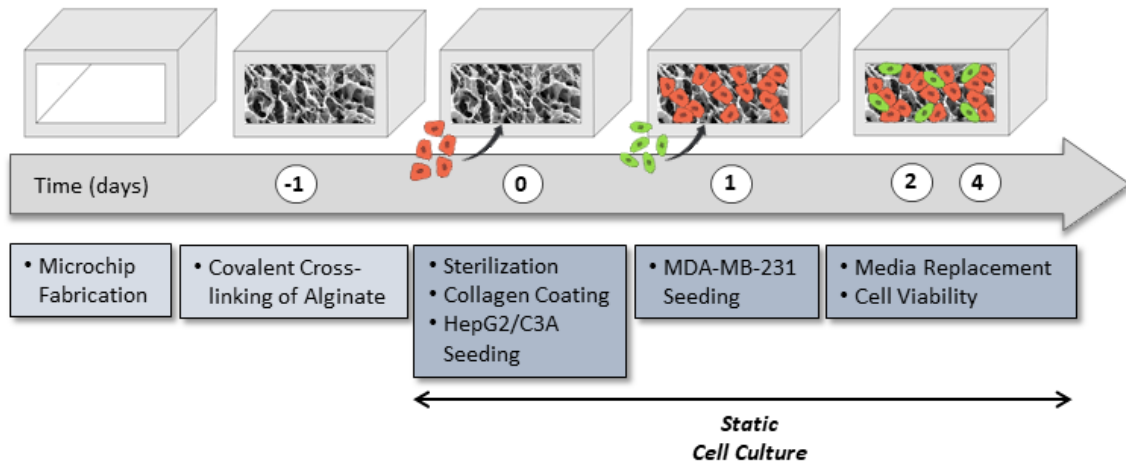 Time (days)
-1
0
1
2
4
• Microchip
Fabrication
• Covalent Cross-
linking of Alginate
• Sterilization
• Collagen Coating
• HepG2/C3A
Seeding
• MDA-MB-231
Seeding
• Media Replacement
• Cell Viability
Static
Cell Culture